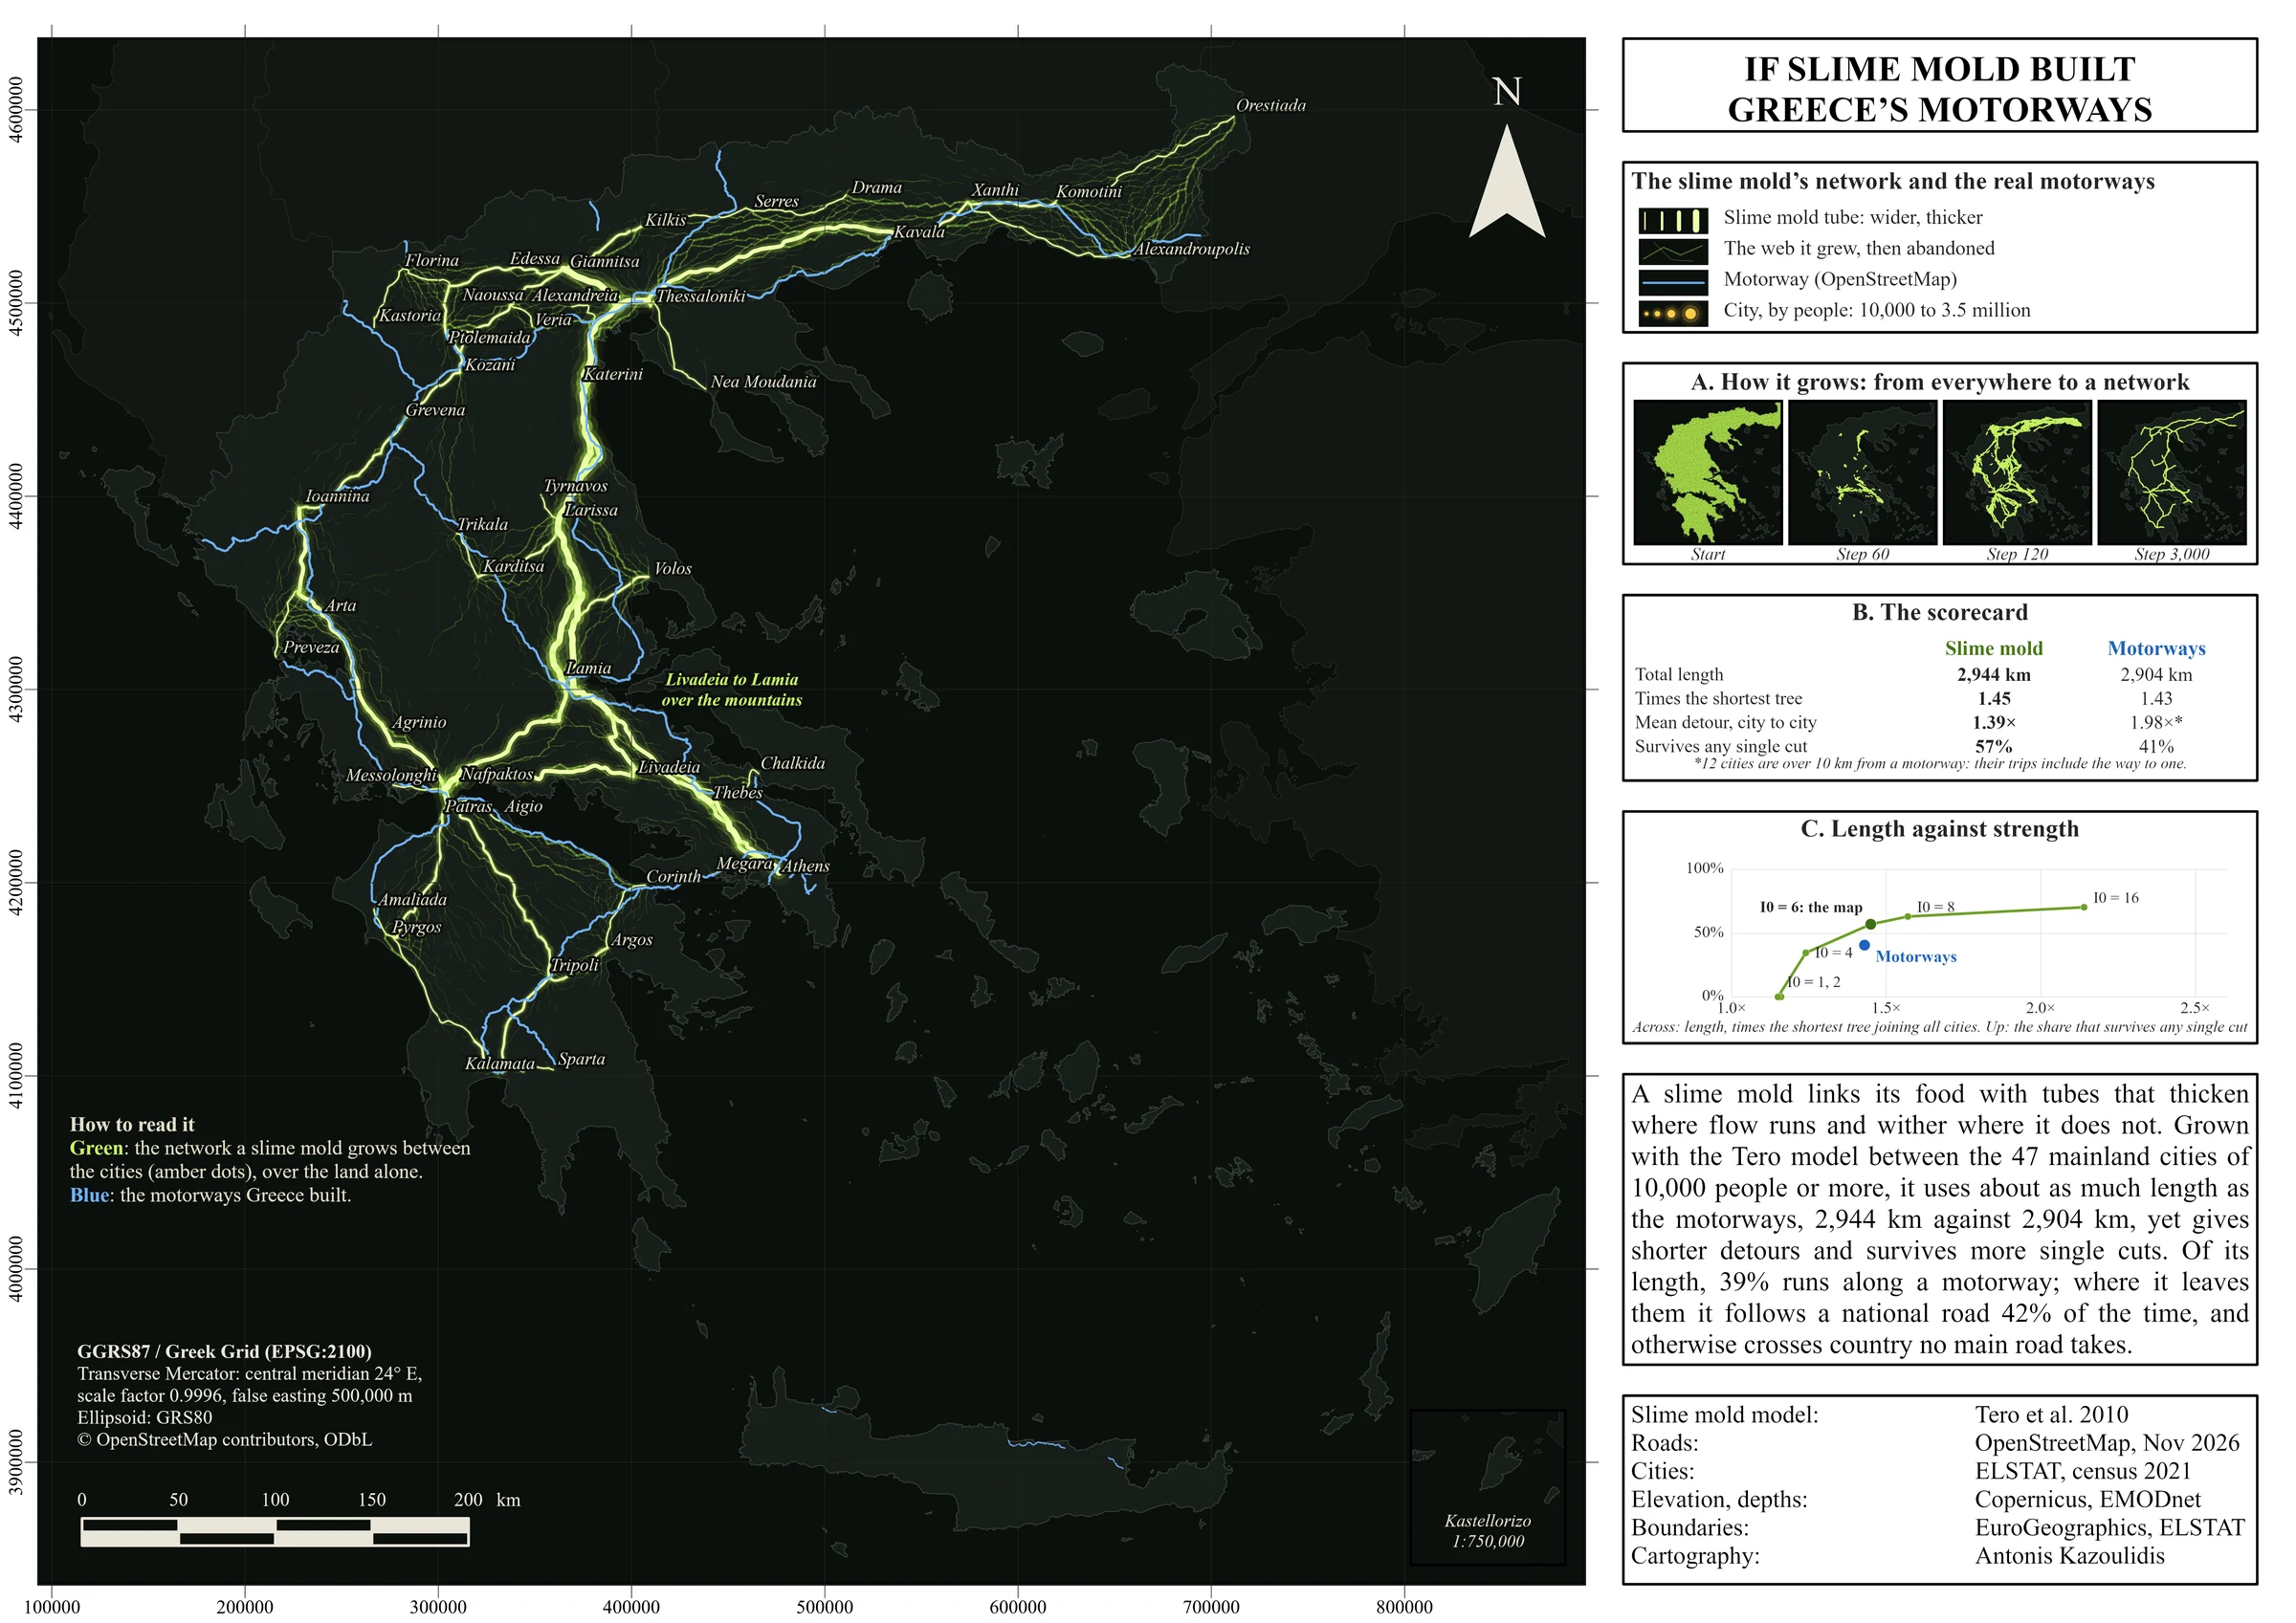 IF SLIME MOLD BUILT
GREECE’S MOTORWAYS
The slime mold’s network and the real motorways
Slime mold tube: wider, thicker
The web it grew, then abandoned
Motorway (OpenStreetMap)
City, by people: 10,000 to 3.5 million
A. How it grows: from everywhere to a network
Start
Step 60
Step 120
Step 3,000
B. The scorecard
Slime mold Motorways
Total length 2,944 km 2,904 km
Times the shortest tree 1.45 1.43
Mean detour, city to city 1.39× 1.98×*
Survives any single cut 57% 41%
*12 cities are over 10 km from a motorway: their trips include the way to one.
C. Length against strength
100%
50%
0%
I0 = 6: the map
I0 = 8
I0 = 16
I0 = 4
Motorways
I0 = 1, 2
1.0× 1.5× 2.0× 2.5×
Across: length, times the shortest tree joining all cities. Up: the share that survives any single cut
A slime mold links its food with tubes that thicken
where flow runs and wither where it does not. Grown
with the Tero model between the 47 mainland cities of
10,000 people or more, it uses about as much length as
the motorways, 2,944 km against 2,904 km, yet gives
shorter detours and survives more single cuts. Of its
length, 39% runs along a motorway; where it leaves
them it follows a national road 42% of the time, and
otherwise crosses country no main road takes.
Slime mold model: Tero et al. 2010
Roads: OpenStreetMap, Nov 2026
Cities: ELSTAT, census 2021
Elevation, depths: Copernicus, EMODnet
Boundaries: EuroGeographics, ELSTAT
Cartography: Antonis Kazoulidis
N
Orestiada
Drama
Xanthi
Komotini
Serres
Kilkis
Kavala
Alexandroupolis
Florina
Edessa
Giannitsa
Naoussa
Alexandreia
Thessaloniki
Kastoria
Veria
Ptolemaida
Kozani
Katerini
Nea Moudania
Grevena
Tyrnavos
Ioannina
Larissa
Trikala
Karditsa
Volos
Arta
Preveza
Lamia
Livadeia to Lamia
over the mountains
Agrinio
Messolonghi
Nafpaktos
Livadeia
Chalkida
Thebes
Patras
Aigio
Megara
Athens
Corinth
Amaliada
Pyrgos
Argos
Tripoli
Kalamata
Sparta
How to read it
Green: the network a slime mold grows between
the cities (amber dots), over the land alone.
Blue: the motorways Greece built.
GGRS87 / Greek Grid (EPSG:2100)
Transverse Mercator: central meridian 24° E,
scale factor 0.9996, false easting 500,000 m
Ellipsoid: GRS80
© OpenStreetMap contributors, ODbL
0 50 100 150 200 km
Kastellorizo
1:750,000
4600000
4500000
4400000
4300000
4200000
4100000
4000000
3900000
100000 200000 300000 400000 500000 600000 700000 800000